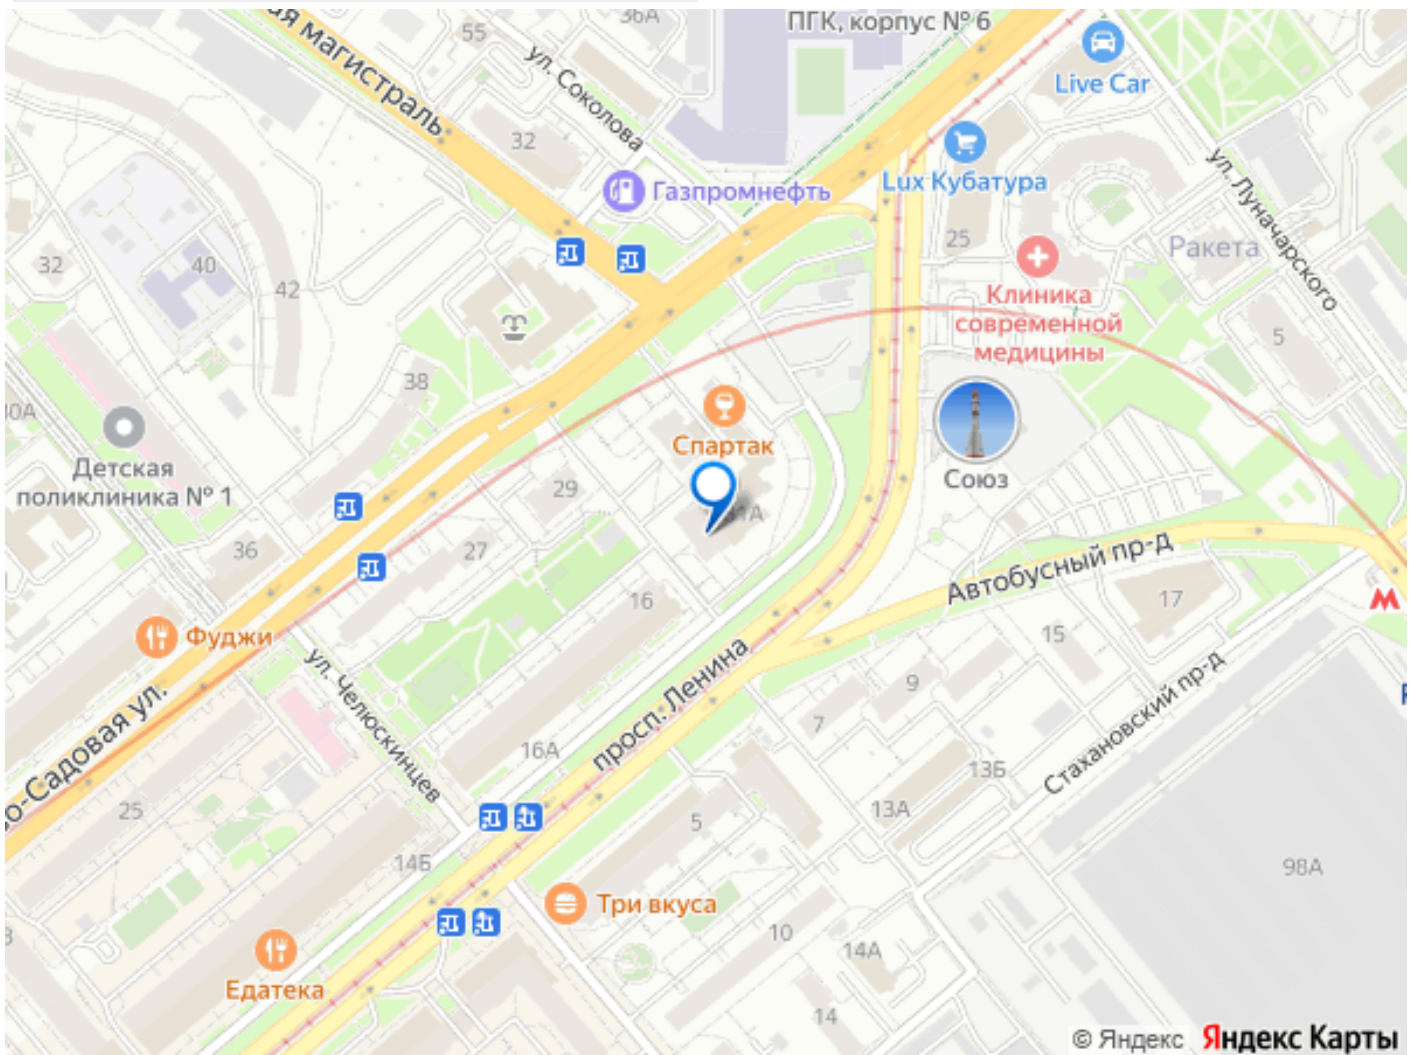 ая магистраль
55
36А
ул. Соколова
ПГК, корпус № 6
Live Car
32
Газпромнефть
Lux Кубатура
ул. Луначарского
25
Ракета
32
40
42
Клиника
современной
медицины
5
38
Спартак
Союз
40А
Детская
поликлиника № 1
29
31А
36
27
16
Автобусный пр-д
17
15
Фуджи
ул. Челюскинцев
просп. Ленина
9
7
Стахановский пр-д
о-Садовая ул.
16А
13Б
25
5
13А
14Б
98А
Три вкуса
10
14А
Едатека
14
© Яндекс Яндекс Карты